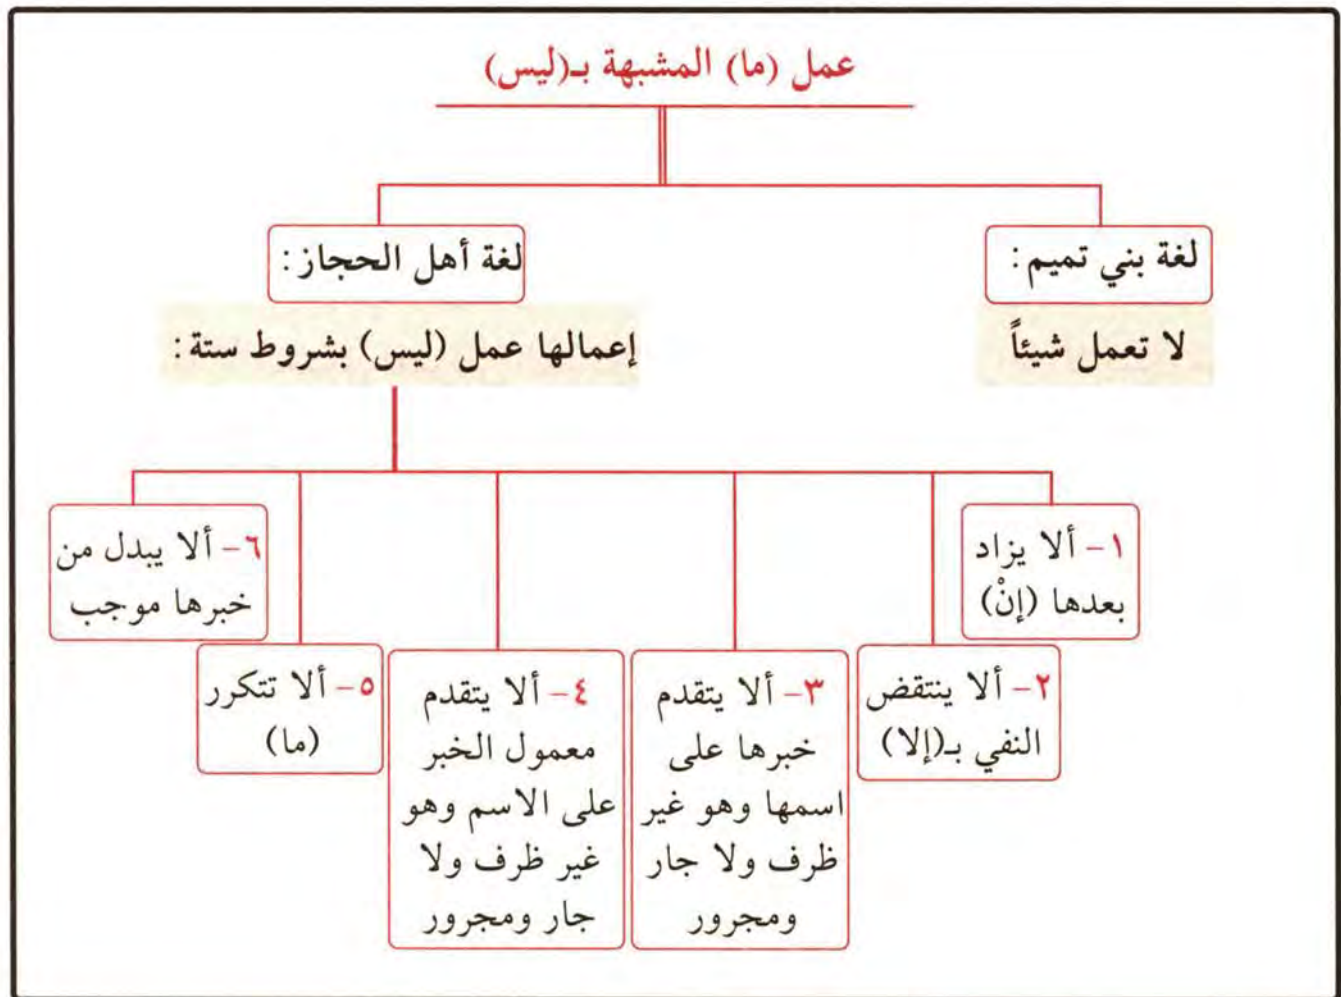 عمل (ما) المشبهة بـ(ليس)
لغة بني تميم:
لا تعمل شيئاً
لغة أهل الحجاز:
إعمالها عمل (ليس) بشروط ستة:
١- ألا يزاد
بعدها (إنْ)
٢- ألا ينتقض
النفي بـ(إلا)
٣- ألا يتقدم
خبرها على
اسمها وهو غير
ظرف ولا جار
ومجرور
٤- ألا يتقدم
معمول الخبر
على الاسم وهو
غير ظرف ولا
جار ومجرور
٥- ألا تتكرر
(ما)
٦- ألا يبدل من
خبرها موجب